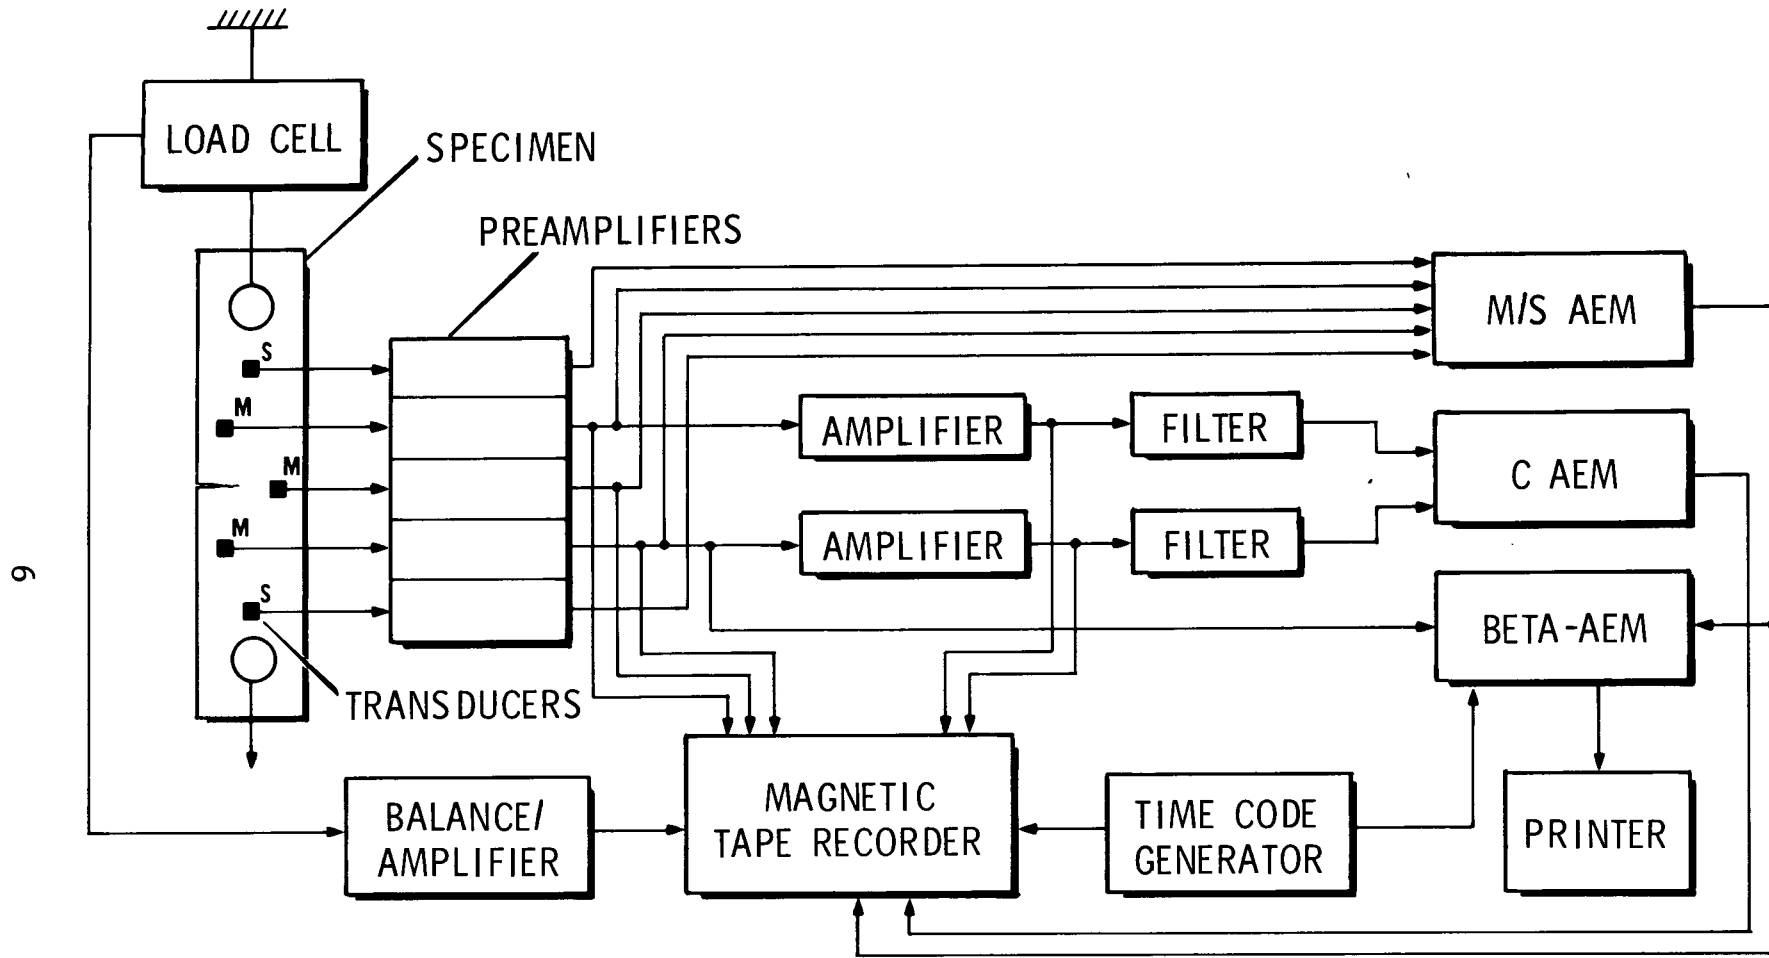 LOAD CELL
SPECIMEN
PREAMPLIFIERS
S
M
M
M
S
TRANSDUCERS
M/S AEM
AMPLIFIER
FILTER
C AEM
AMPLIFIER
FILTER
BETA-AEM
BALANCE/
AMPLIFIER
MAGNETIC
TAPE RECORDER
TIME CODE
GENERATOR
PRINTER
9